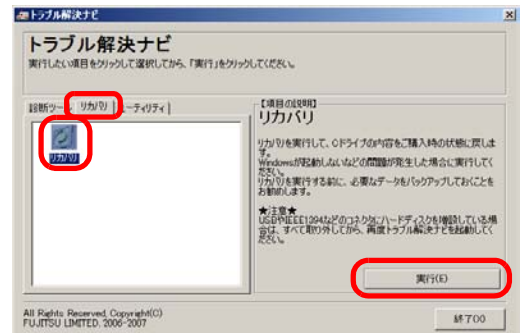 トラブル解決ナビ
トラブル解決ナビ
実行したい項目をクリックして選択してから、「実行」をクリックしてください。
診断ツール リカバリ ユーティリティ
リカバリ
【項目の説明】
リカバリ
リカバリを実行して、Cドライブの内容をご購入時の状態に戻しま
す。
Windowsが起動しないなどの問題が発生した場合に実行してく
ださい。
リカバリを実行する前に、必要なデータをバックアップしておくことを
お勧めします。
★注意★
USBやIEEE1394などのコネクタにハードディスクを増設している場
合は、すべて取り外してから、再度トラブル解決ナビを起動してく
ださい。
実行(E)
All Rights Reserved, Copyright(C)
FUJITSU LIMITED, 2006-2007
終了(X)